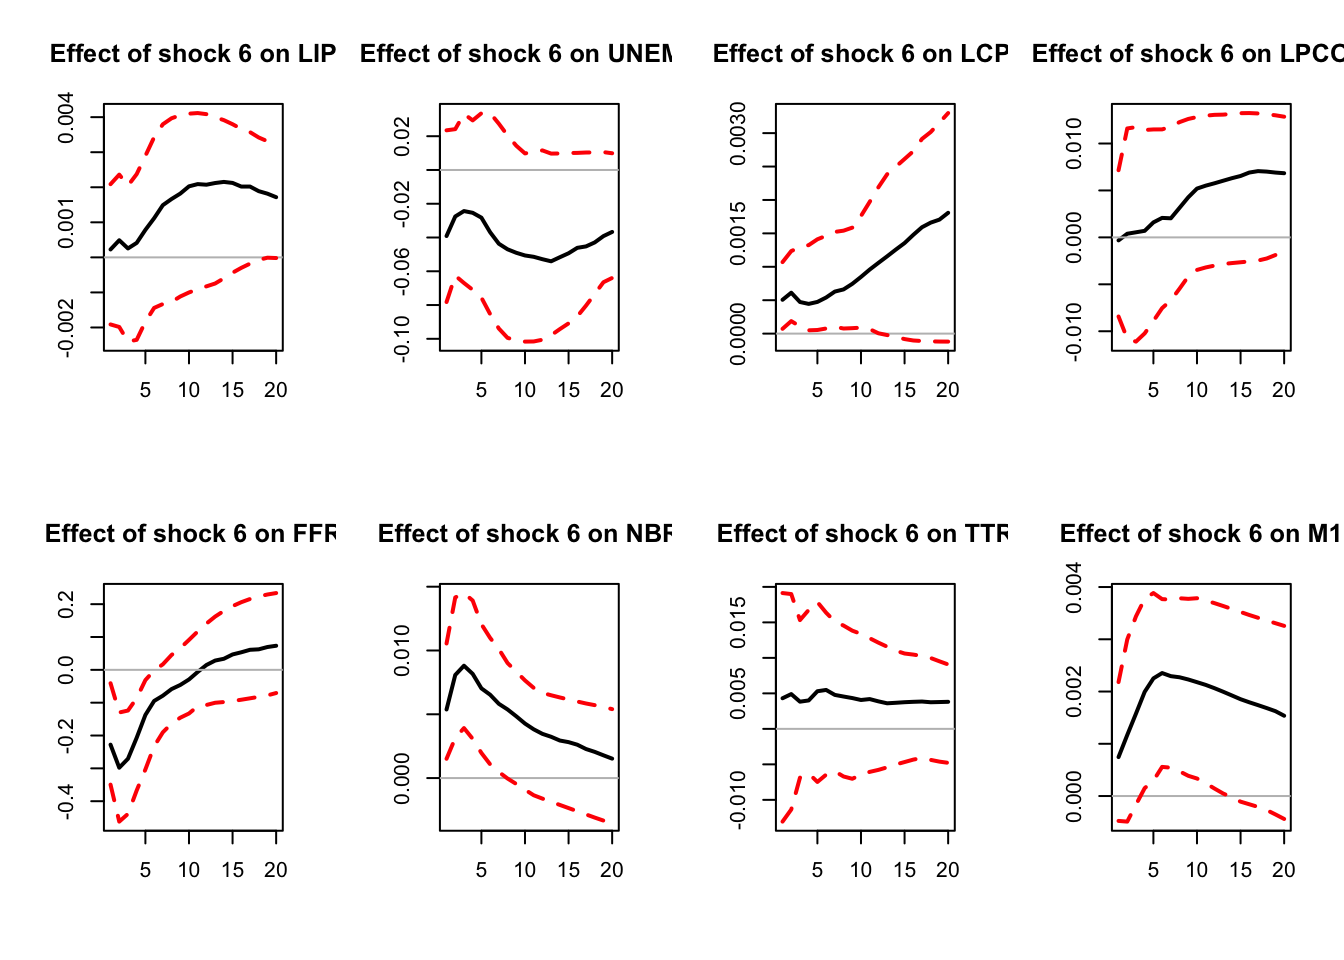 Effect of shock 6 on LIP
Effect of shock 6 on UNEM
Effect of shock 6 on LCP
Effect of shock 6 on LPCO
0.004
0.001
-0.002
5 10 15 20
0.02
-0.02
-0.06
-0.10
5 10 15 20
0.0030
0.0015
0.0000
5 10 15 20
0.010
0.000
-0.010
5 10 15 20
Effect of shock 6 on FFR
Effect of shock 6 on NBR
Effect of shock 6 on TTR
Effect of shock 6 on M1
0.2
0.0
-0.2
-0.4
5 10 15 20
0.010
0.000
5 10 15 20
0.015
0.005
-0.010
5 10 15 20
0.004
0.002
0.000
5 10 15 20